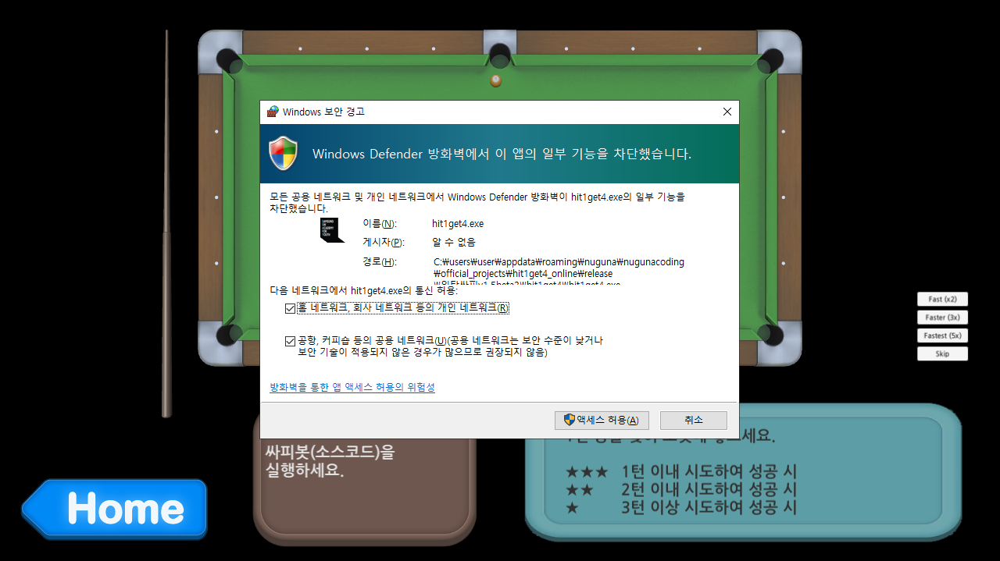 Windows 보안 경고
Windows Defender 방화벽에서 이 앱의 일부 기능을 차단했습니다.
모든 공용 네트워크 및 개인 네트워크에서 Windows Defender 방화벽이 hit1get4.exe의 일부 기능을
차단했습니다.
SAMSUNG
SW
ACADEMY
FOR
YOUTH
이름(N): hit1get4.exe
게시자(P): 알 수 없음
경로(H): C:₩users₩user₩appdata₩roaming₩nuguna₩nugunacoding
₩official_projects₩hit1get4_online₩release
₩hit1get4₩hit1get4.exe
다음 네트워크에서 hit1get4.exe의 통신 허용:
홈 네트워크, 회사 네트워크 등의 개인 네트워크(R)
공항, 커피숍 등의 공용 네트워크(U)(공용 네트워크는 보안 수준이 낮거나
보안 기술이 적용되지 않은 경우가 많으므로 권장되지 않음)
방화벽을 통한 앱 액세스 허용의 위험성
액세스 허용(A) 취소
Fast (x2)
Faster (3x)
Fastest (5x)
Skip
싸피봇(소스코드)을
실행하세요.
★★★ 1턴 이내 시도하여 성공 시
★★ 2턴 이내 시도하여 성공 시
★ 3턴 이상 시도하여 성공 시
Home